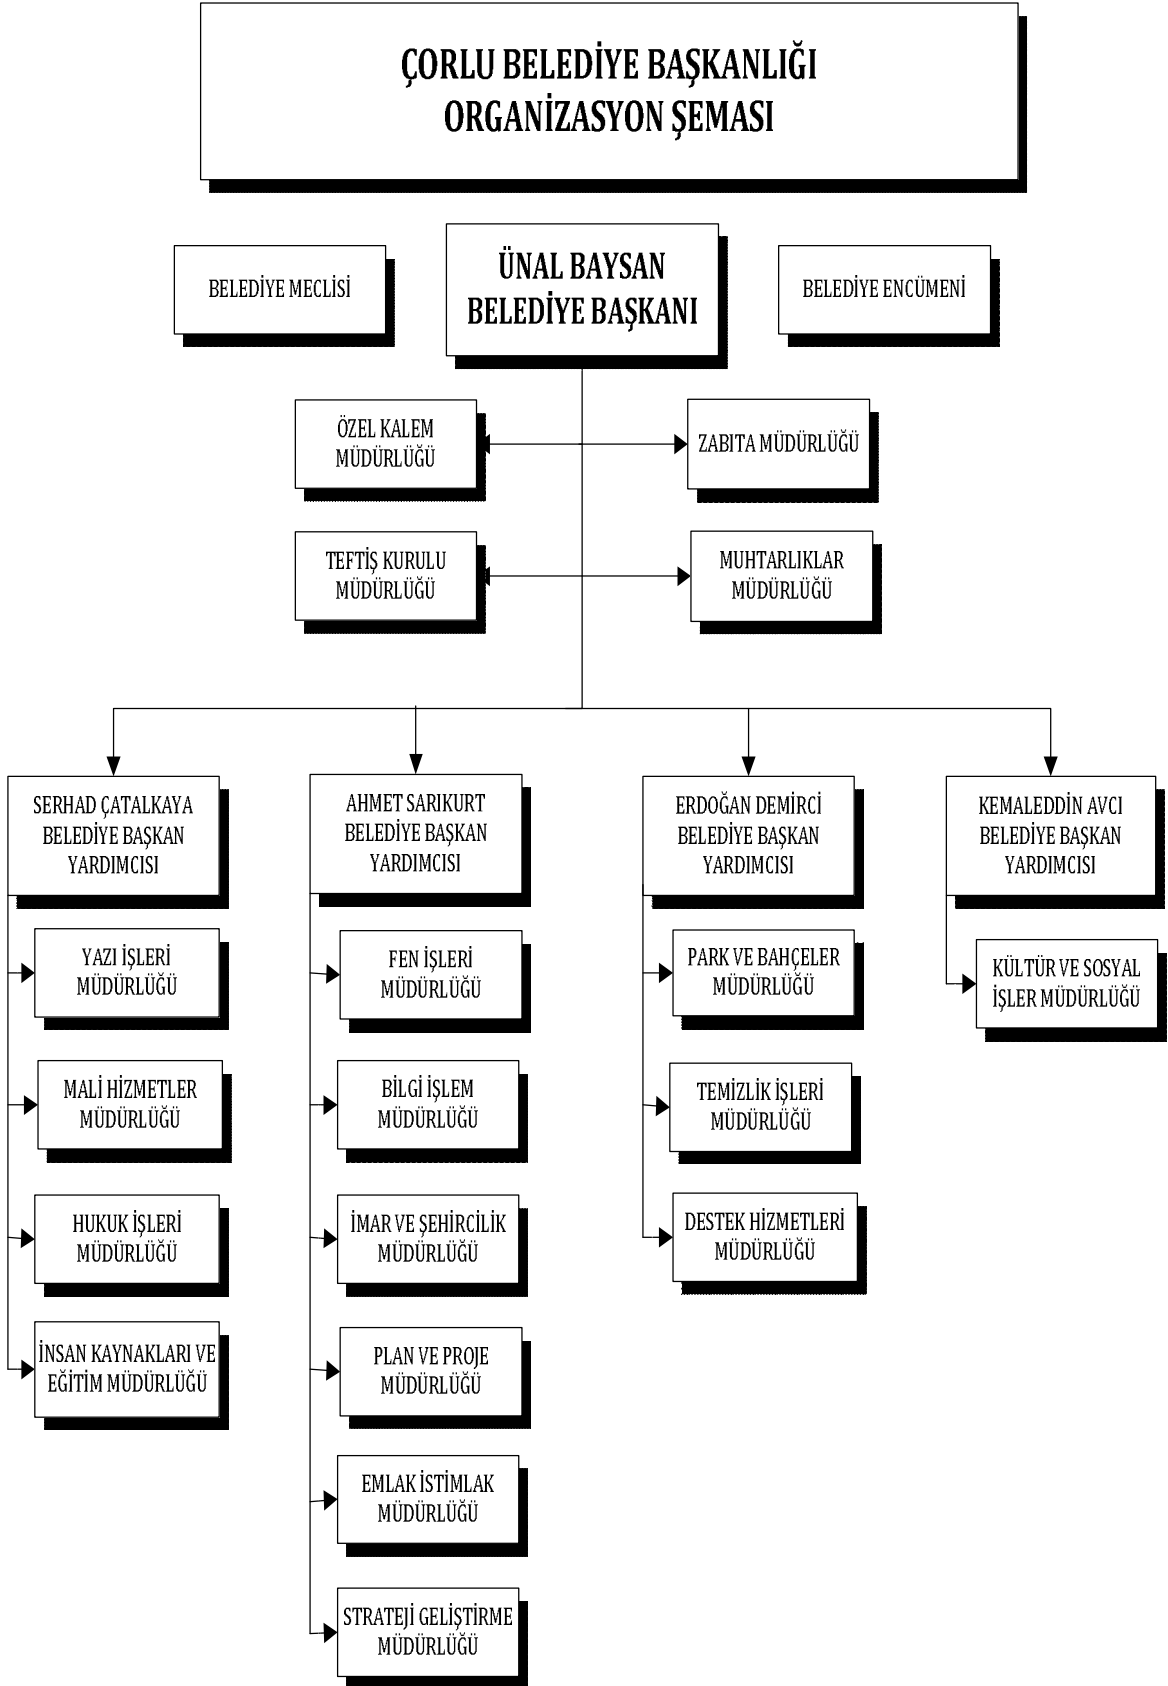 ÇORLU BELEDİYE BAŞKANLIĞI
ORGANİZASYON ŞEMASI
BELEDİYE MECLİSİ
ÜNAL BAYSAN
BELEDİYE BAŞKANI
BELEDİYE ENCÜMENİ
ÖZEL KALEM
MÜDÜRLÜĞÜ
ZABITA MÜDÜRLÜĞÜ
TEFTİŞ KURULU
MÜDÜRLÜĞÜ
MUHTARLIKLAR
MÜDÜRLÜĞÜ
SERHAD ÇATALKAYA
BELEDİYE BAŞKAN
YARDIMCISI
YAZI İŞLERİ
MÜDÜRLÜĞÜ
MALİ HİZMETLER
MÜDÜRLÜĞÜ
HUKUK İŞLERİ
MÜDÜRLÜĞÜ
İNSAN KAYNAKLARI VE
EĞİTİM MÜDÜRLÜĞÜ
AHMET SARIKURT
BELEDİYE BAŞKAN
YARDIMCISI
FEN İŞLERİ
MÜDÜRLÜĞÜ
BİLGİ İŞLEM
MÜDÜRLÜĞÜ
İMAR VE ŞEHİRCİLİK
MÜDÜRLÜĞÜ
PLAN VE PROJE
MÜDÜRLÜĞÜ
EMLAK İSTİMLAK
MÜDÜRLÜĞÜ
STRATEJİ GELİŞTİRME
MÜDÜRLÜĞÜ
ERDOĞAN DEMİRCİ
BELEDİYE BAŞKAN
YARDIMCISI
PARK VE BAHÇELER
MÜDÜRLÜĞÜ
TEMİZLİK İŞLERİ
MÜDÜRLÜĞÜ
DESTEK HİZMETLERİ
MÜDÜRLÜĞÜ
KEMALEDDİN AVCI
BELEDİYE BAŞKAN
YARDIMCISI
KÜLTÜR VE SOSYAL
İŞLER MÜDÜRLÜĞÜ